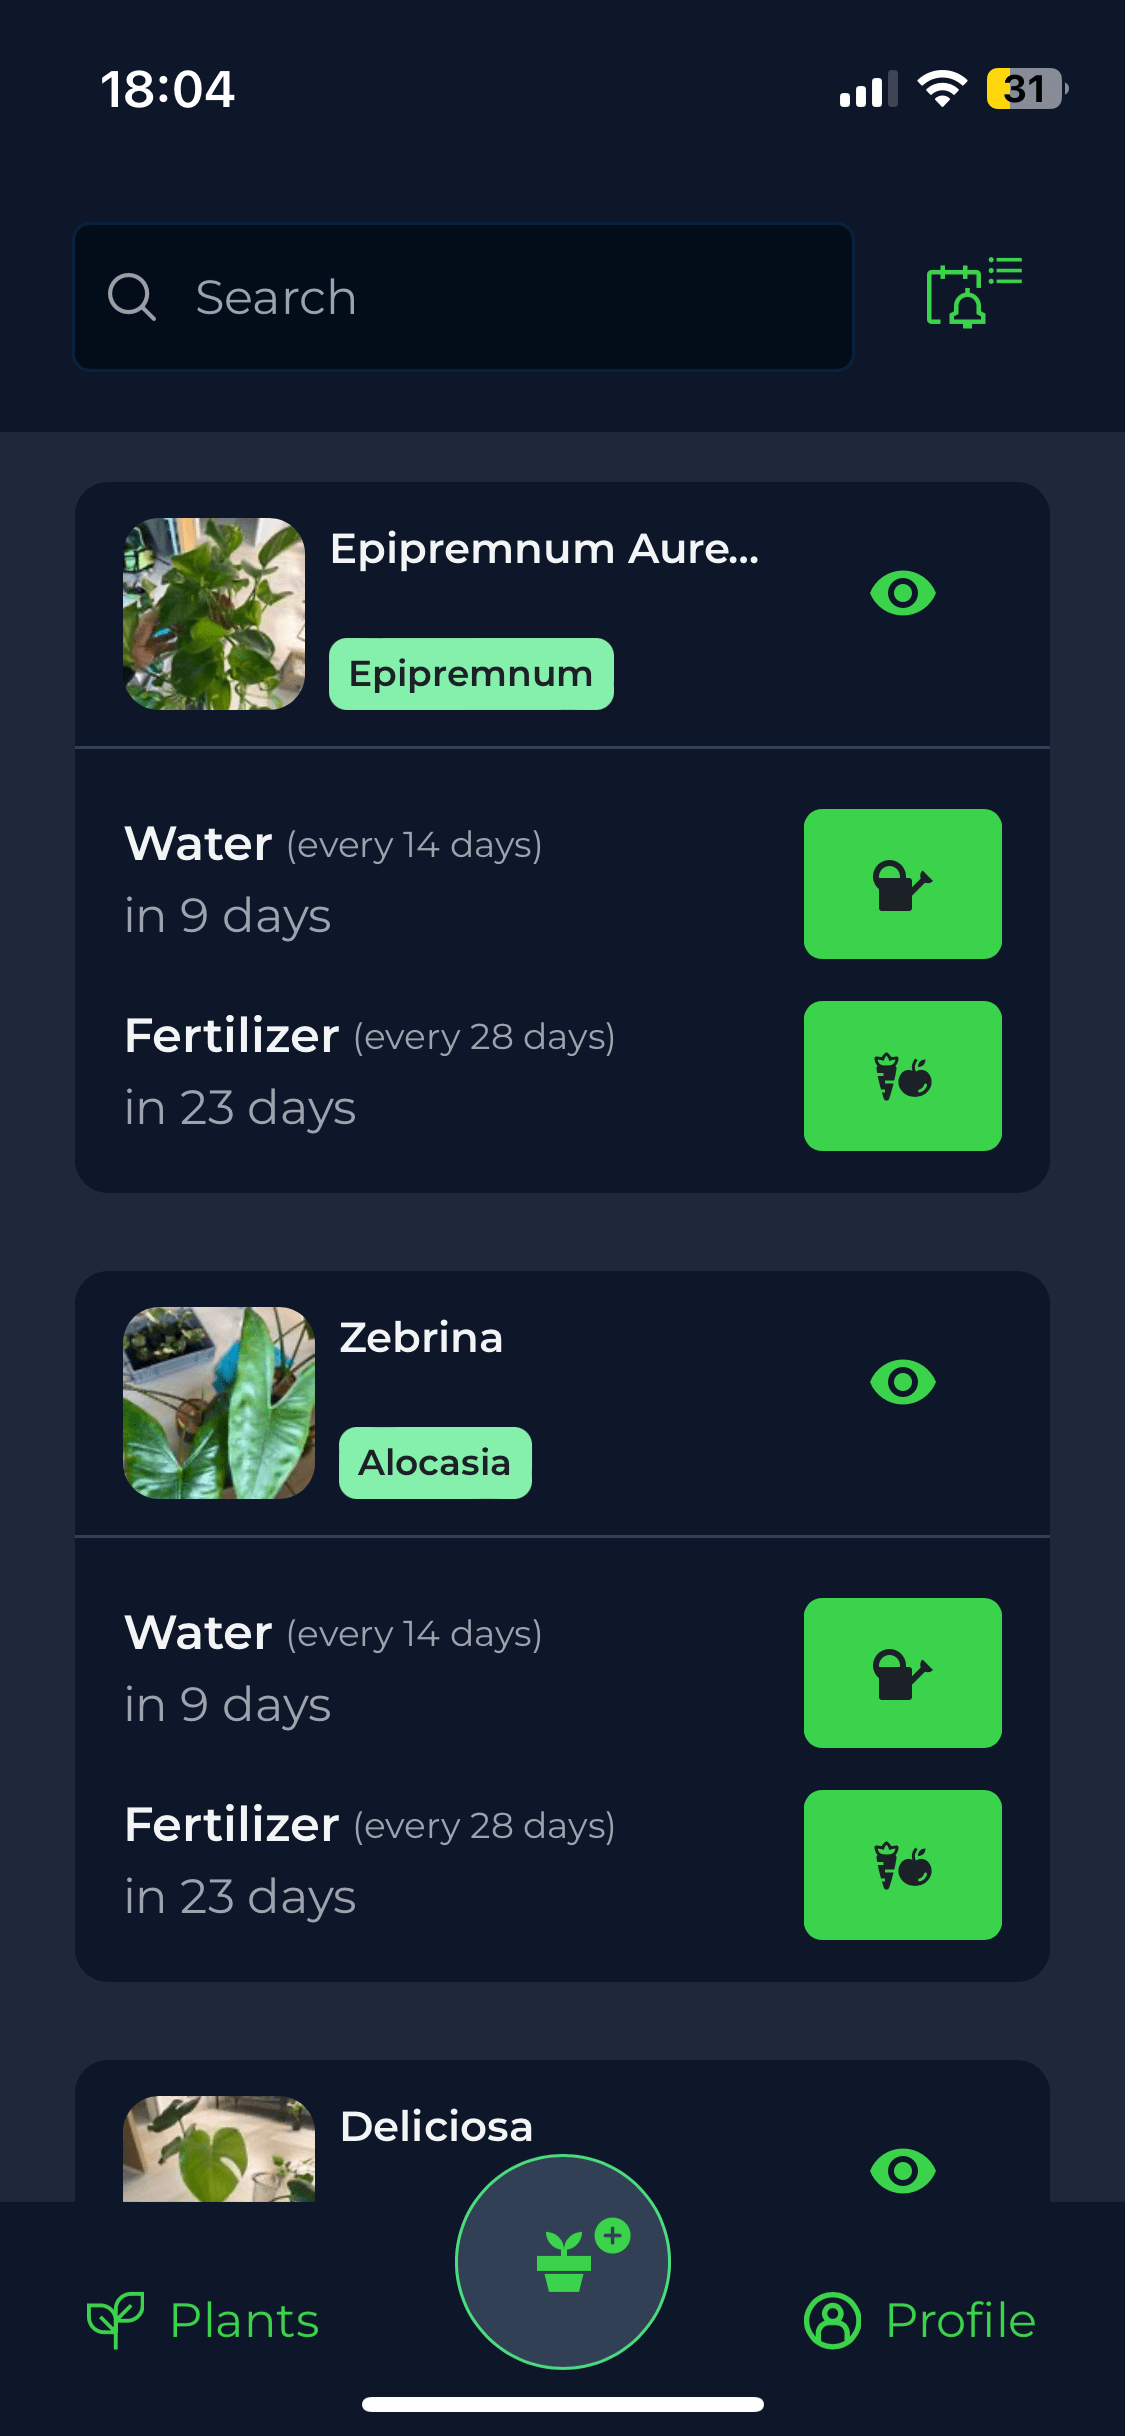 18:04
31
Search
Epipremnum Aure...
Epipremnum
Water (every 14 days)
in 9 days
Fertilizer (every 28 days)
in 23 days
Zebrina
Alocasia
Water (every 14 days)
in 9 days
Fertilizer (every 28 days)
in 23 days
Deliciosa
Plants
Profile